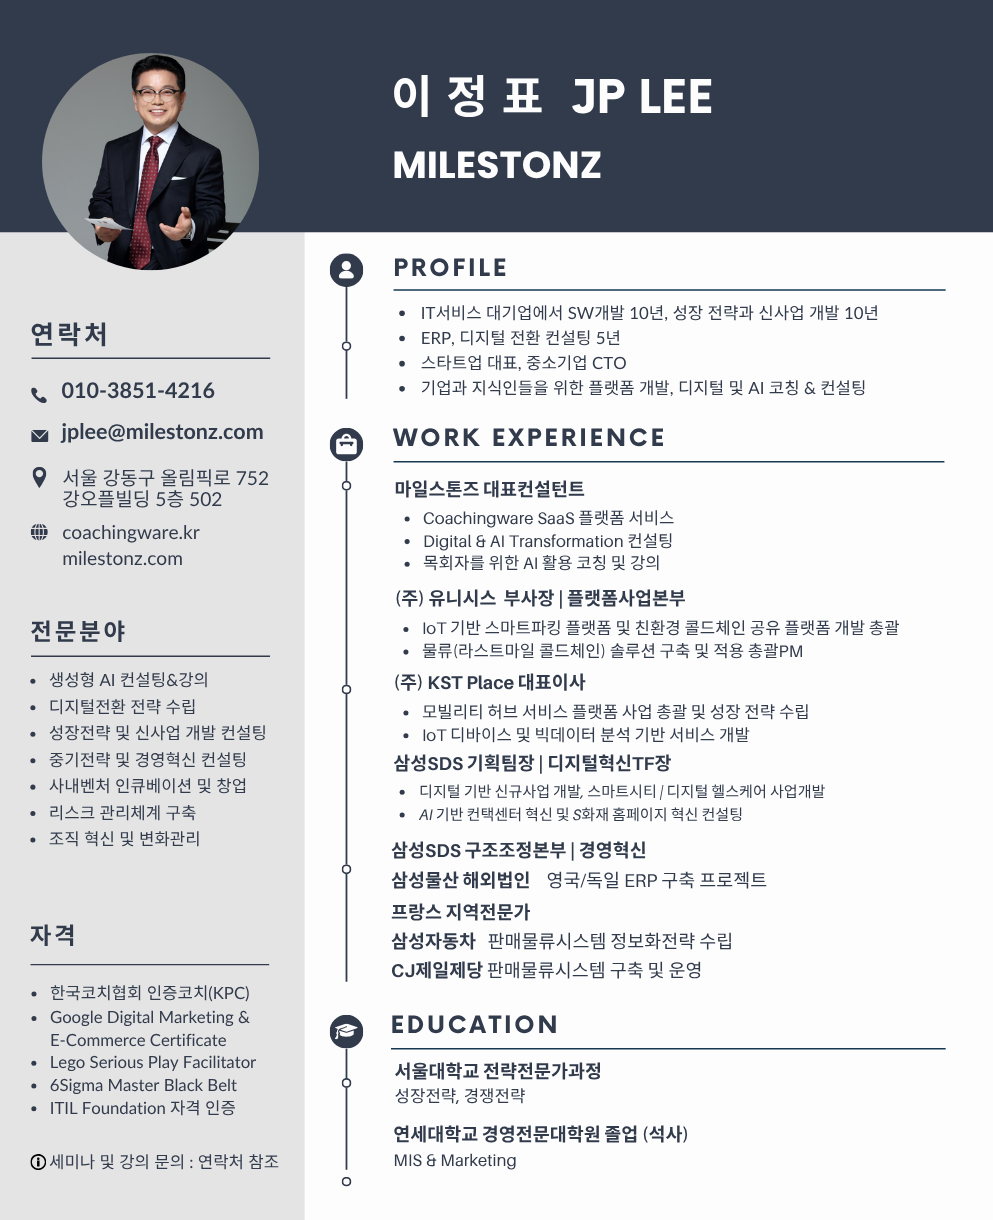 이 정 표 JP LEE
MILESTONZ
연락처
010-3851-4216
jplee@milestonz.com
서울 강동구 올림픽로 752
강오플빌딩 5층 502
coachingware.kr
milestonz.com
전문분야
• 생성형 AI 컨설팅&강의
• 디지털전환 전략 수립
• 성장전략 및 신사업 개발 컨설팅
• 중기전략 및 경영혁신 컨설팅
• 사내벤처 인큐베이션 및 창업
• 리스크 관리체계 구축
• 조직 혁신 및 변화관리
자격
• 한국코치협회 인증코치(KPC)
• Google Digital Marketing &
E-Commerce Certificate
• Lego Serious Play Facilitator
• 6Sigma Master Black Belt
• ITIL Foundation 자격 인증
세미나 및 강의 문의 : 연락처 참조
PROFILE
• IT서비스 대기업에서 SW개발 10년, 성장 전략과 신사업 개발 10년
• ERP, 디지털 전환 컨설팅 5년
• 스타트업 대표, 중소기업 CTO
• 기업과 지식인들을 위한 플랫폼 개발, 디지털 및 AI 코칭 & 컨설팅
WORK EXPERIENCE
마일스톤즈 대표컨설턴트
• Coachingware SaaS 플랫폼 서비스
• Digital & AI Transformation 컨설팅
• 목회자를 위한 AI 활용 코칭 및 강의
(주) 유니시스 부사장 | 플랫폼사업본부
• IoT 기반 스마트파킹 플랫폼 및 친환경 콜드체인 공유 플랫폼 개발 총괄
• 물류(라스트마일 콜드체인) 솔루션 구축 및 적용 총괄PM
(주) KST Place 대표이사
• 모빌리티 허브 서비스 플랫폼 사업 총괄 및 성장 전략 수립
• IoT 디바이스 및 빅데이터 분석 기반 서비스 개발
삼성SDS 기획팀장 | 디지털혁신TF장
• 디지털 기반 신규사업 개발, 스마트시티 / 디지털 헬스케어 사업개발
• AI 기반 컨택센터 혁신 및 S화재 홈페이지 혁신 컨설팅
삼성SDS 구조조정본부 | 경영혁신
삼성물산 해외법인 영국/독일 ERP 구축 프로젝트
프랑스 지역전문가
삼성자동차 판매물류시스템 정보화전략 수립
CJ제일제당 판매물류시스템 구축 및 운영
EDUCATION
서울대학교 전략전문가과정
성장전략, 경쟁전략
연세대학교 경영전문대학원 졸업 (석사)
MIS & Marketing